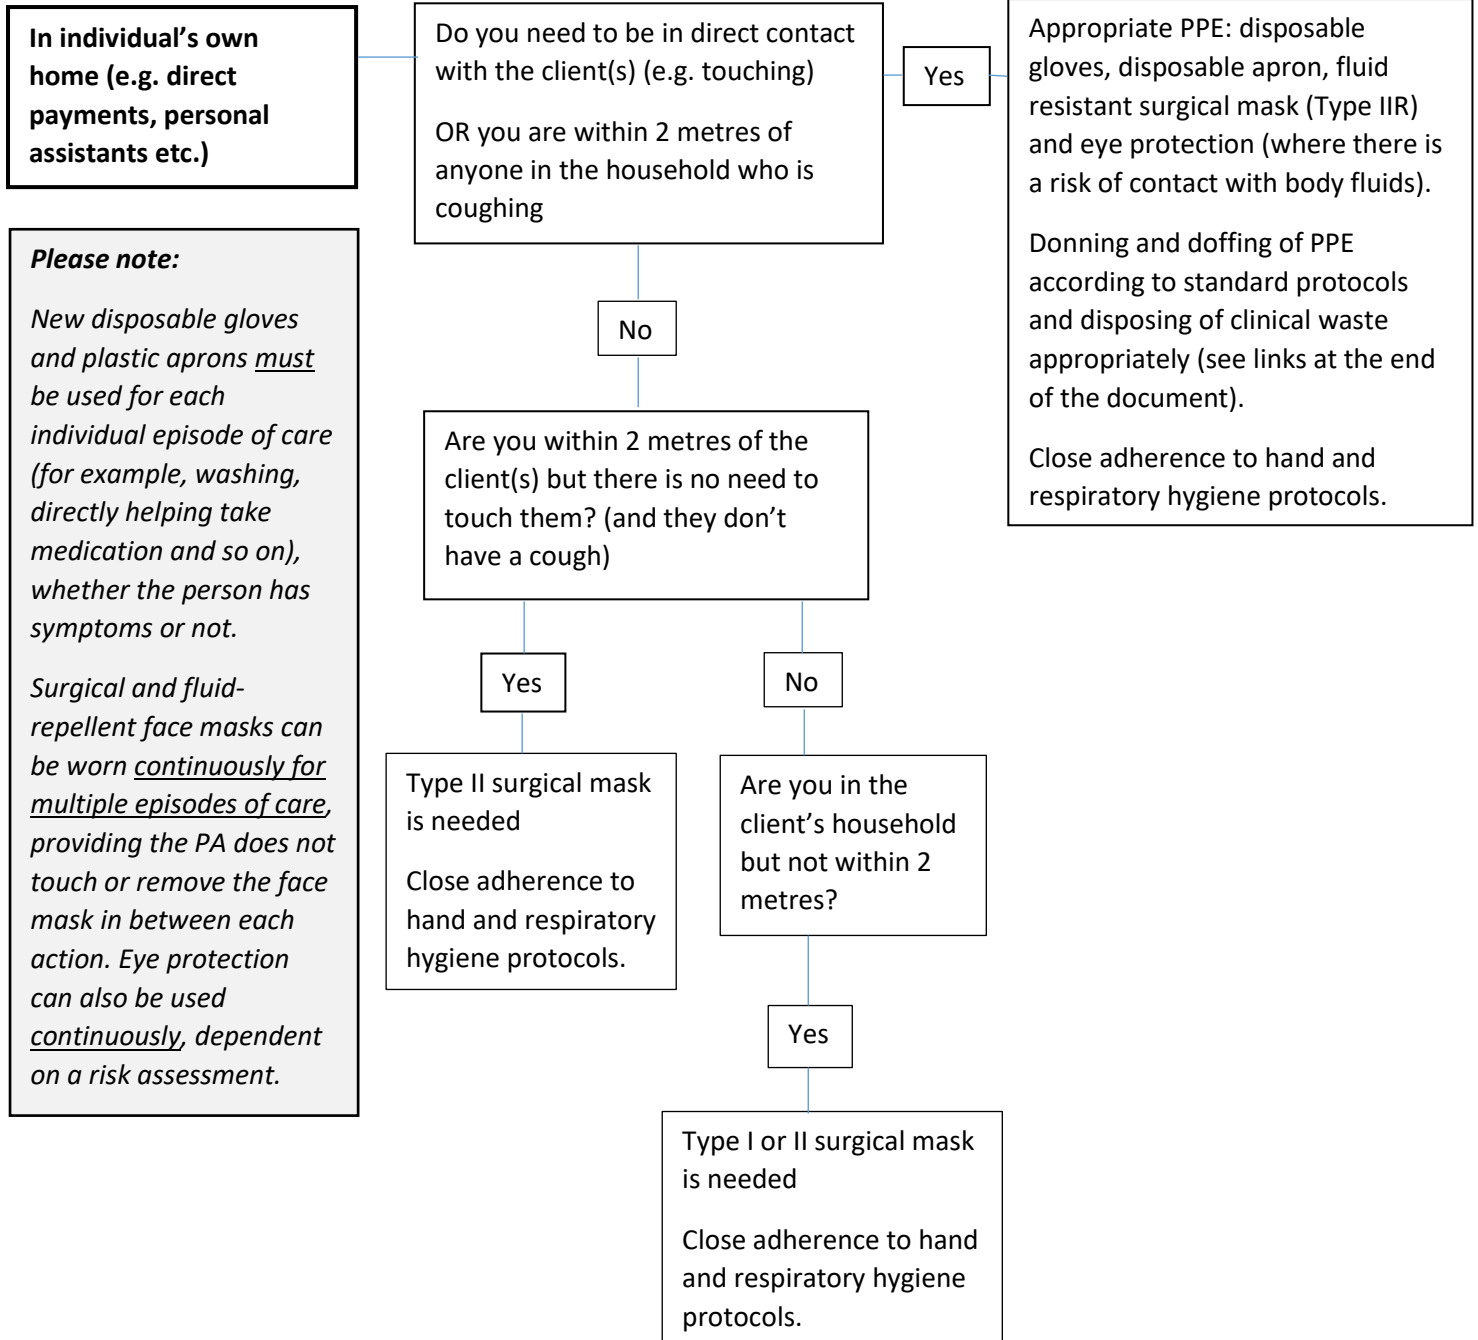 In individual’s own
home (e.g. direct
payments, personal
assistants etc.)
Please note:
New disposable gloves
and plastic aprons must
be used for each
individual episode of care
(for example, washing,
directly helping take
medication and so on),
whether the person has
symptoms or not.
Surgical and fluid-
repellent face masks can
be worn continuously for
multiple episodes of care,
providing the PA does not
touch or remove the face
mask in between each
action. Eye protection
can also be used
continuously, dependent
on a risk assessment.
Do you need to be in direct contact
with the client(s) (e.g. touching)
OR you are within 2 metres of
anyone in the household who is
coughing
Yes
Appropriate PPE: disposable
gloves, disposable apron, fluid
resistant surgical mask (Type IIR)
and eye protection (where there is
a risk of contact with body fluids).
Donning and doffing of PPE
according to standard protocols
and disposing of clinical waste
appropriately (see links at the end
of the document).
Close adherence to hand and
respiratory hygiene protocols.
No
Are you within 2 metres of the
client(s) but there is no need to
touch them? (and they don’t
have a cough)
Yes
Type II surgical mask
is needed
Close adherence to
hand and respiratory
hygiene protocols.
No
Are you in the
client’s household
but not within 2
metres?
Yes
Type I or II surgical mask
is needed
Close adherence to hand
and respiratory hygiene
protocols.